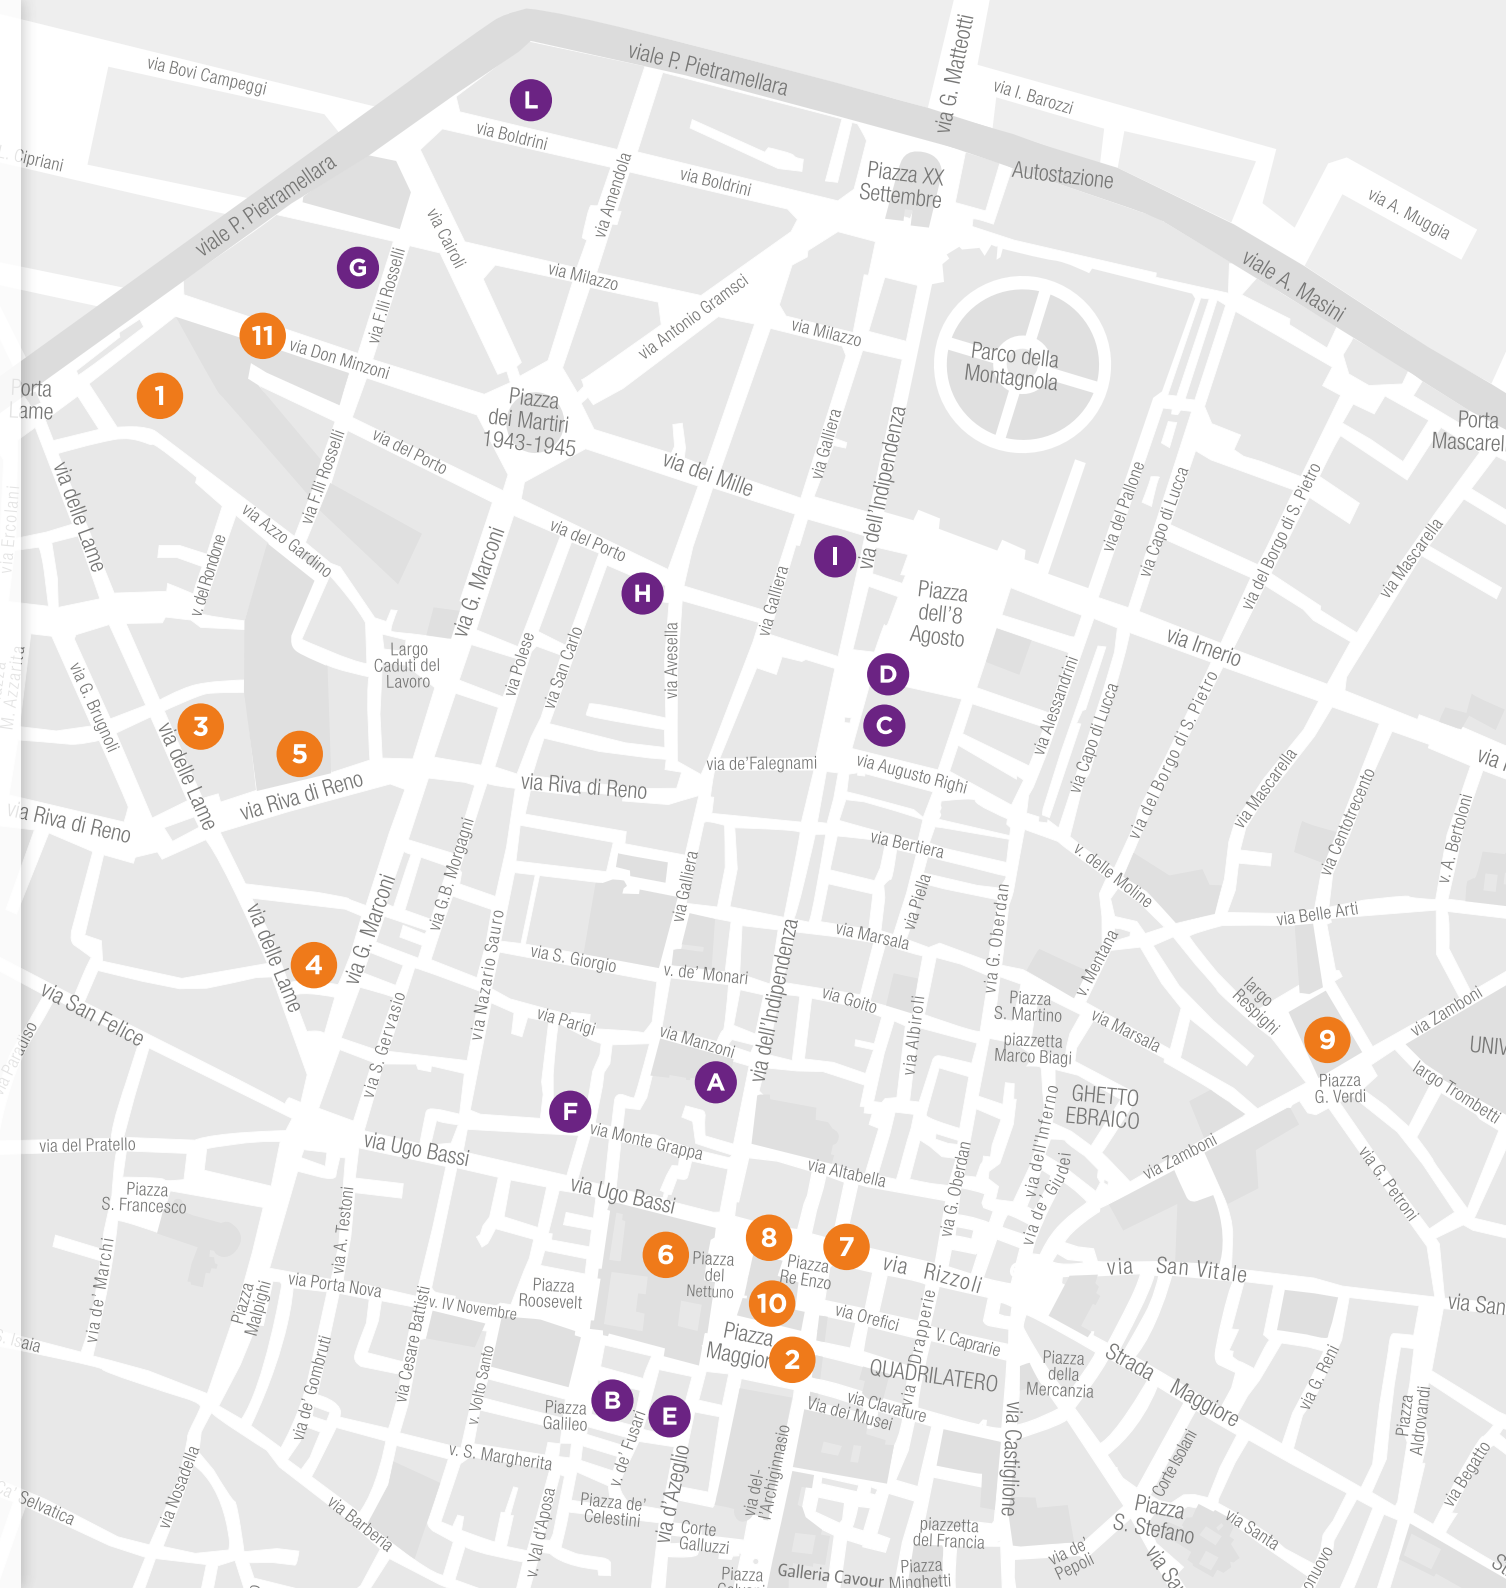 via Bovi Campeggi
viale P. Pietramellara
via G. Matteotti
via I. Barozzi
L
via Boldrini
Cipriani
viale P. Pietramellara
via Boldrini
Piazza XX
Settembre
Autostazione
via A. Muggia
via Amendola
via Cairoli
G
via F.lli Rosselli
via Milazzo
via Antonio Gramsci
viale A. Masini
11
via Don Minzoni
via Milazzo
Parco della
Montagnola
1
Porta
Lame
Piazza
dei Martiri
1943-1945
via del Porto
via F.lli Rosselli
via dei Mille
via Galliera
via dell'Indipendenza
Porta
Mascarel
via delle Lame
via Ercolani
via Azzo Gardino
v. del Rondone
via G. Marconi
via del Porto
I
H
via Galliera
via del Pallone
via Capo di Lucca
via del Borgo di S. Pietro
via Mascarella
Piazza
dell'8
Agosto
via Irnerio
Largo
Caduti del
Lavoro
via Polese
via San Carlo
via Avesella
D
C
M. Azzarita
via G. Brugnoli
3
via delle Lame
5
via Riva di Reno
via Riva di Reno
via Riva di Reno
via de'Falegnami
via Augusto Righi
via Alessandrini
via Capo di Lucca
via del Borgo di S. Pietro
via Mascarella
via Centotrecento
v. A. Bertoloni
via
via Bertiera
v. delle Moline
via G.B. Morgagni
via G. Marconi
via Galliera
via Piella
via Marsala
via G. Oberdan
via Belle Arti
via delle Lame
4
via Nazario Sauro
via S. Giorgio
v. de' Monari
via dell'Indipendenza
via Goito
via Albiroli
v. Mentana
Piazza
S. Martino
piazzetta
Marco Biagi
via Marsala
largo
Respighi
9
via Zamboni
UNIV
Piazza
G. Verdi
largo Trombetti
via San Felice
via Paradiso
via S. Gervasio
via Parigi
via Manzoni
A
F
via Monte Grappa
GHETTO
EBRAICO
via dell'Inferno
via de' Giudei
via Zamboni
via G. Petroni
via del Pratello
via Ugo Bassi
via Altabella
via G. Oberdan
Piazza
S. Francesco
via Ugo Bassi
via A. Testoni
6
8
7
Piazza
del
Nettuno
Piazza
Re Enzo
via Rizzoli
via San Vitale
via San
via de' Marchi
Piazza
Malpighi
via Porta Nova
v. IV Novembre
Piazza
Roosevelt
10
via Orefici
v. Caprarie
via Drapperie
S. Isaia
via de' Gombruti
via Cesare Battisti
v. Volto Santo
Piazza
Maggior
2
QUADRILATERO
Piazza
della
Mercanzia
Strada Maggiore
via G. Reni
Piazza
Aldrovandi
B
E
Piazza
Galileo
v. de' Fusari
via Clavature
Via dei Musei
via Castiglione
via Nosadella
v. S. Margherita
via d'Azeglio
via del-
l'Archiginnasio
Corte Isolani
via Begatto
Ca' Selvatica
via Barberia
v. Val d'Aposa
Piazza de'
Celestini
Corte
Galluzzi
piazzetta
del Francia
Piazza
S. Stefano
via Santa
via de'
Pepoli
Piazza
Galleria Cavour
Piazza
Minghetti